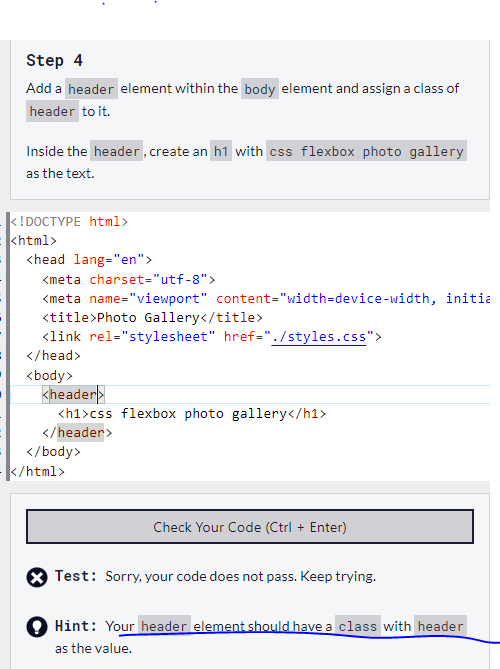 Step 4
Add a header element within the body element and assign a class of
header to it.
Inside the header, create an h1 with css flexbox photo gallery
as the text.
<!DOCTYPE html>
<html>
<head lang="en">
<meta charset="utf-8">
<meta name="viewport" content="width=device-width, initia
<title>Photo Gallery</title>
<link rel="stylesheet" href="./styles.css">
</head>
<body>
<header>
<h1>css flexbox photo gallery</h1>
</header>
</body>
</html>
Check Your Code (Ctrl + Enter)
Test: Sorry, your code does not pass. Keep trying.
Hint: Your header element should have a class with header
as the value.